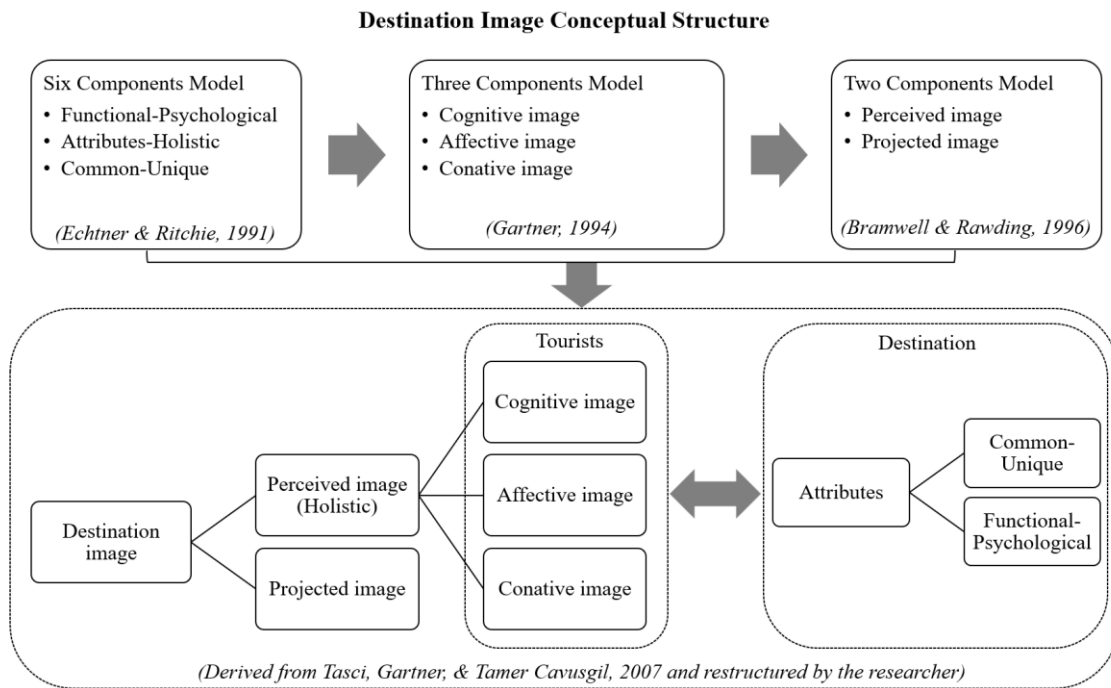 Destination Image Conceptual Structure
Six Components Model
• Functional-Psychological
• Attributes-Holistic
• Common-Unique
(Echtner & Ritchie, 1991)
Three Components Model
• Cognitive image
• Affective image
• Conative image
(Gartner, 1994)
Two Components Model
• Perceived image
• Projected image
(Bramwell & Rawding, 1996)
Destination
image
Perceived image
(Holistic)
Projected image
Tourists
Cognitive image
Affective image
Conative image
Destination
Attributes
Common-
Unique
Functional-
Psychological
(Derived from Tasci, Gartner, & Tamer Cavusgil, 2007 and restructured by the researcher)